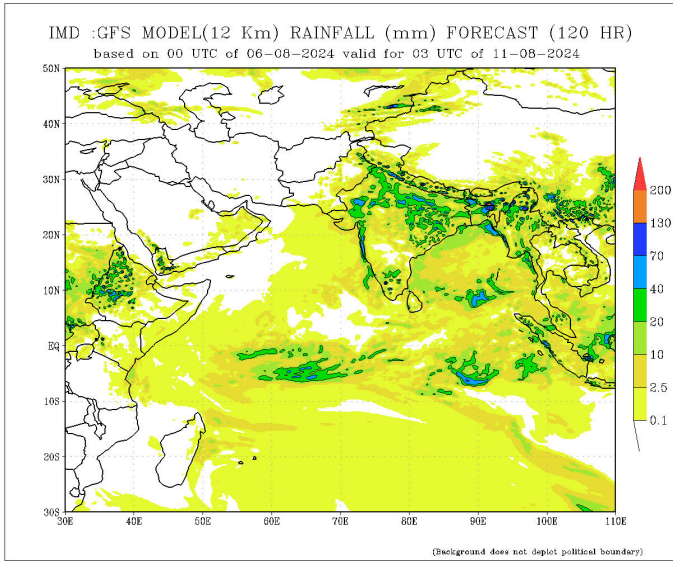 IMD :GFS MODEL(12 Km) RAINFALL (mm) FORECAST (120 HR)
based on 00 UTC of 06-08-2024 valid for 03 UTC of 11-08-2024
50N
40N
30N
20N
10N
EQ
10S
20S
30S
30E 40E 50E 60E 70E 80E 90E 100E 110E
200
130
70
40
20
10
2.5
0.1
(Background does not depict political boundary)